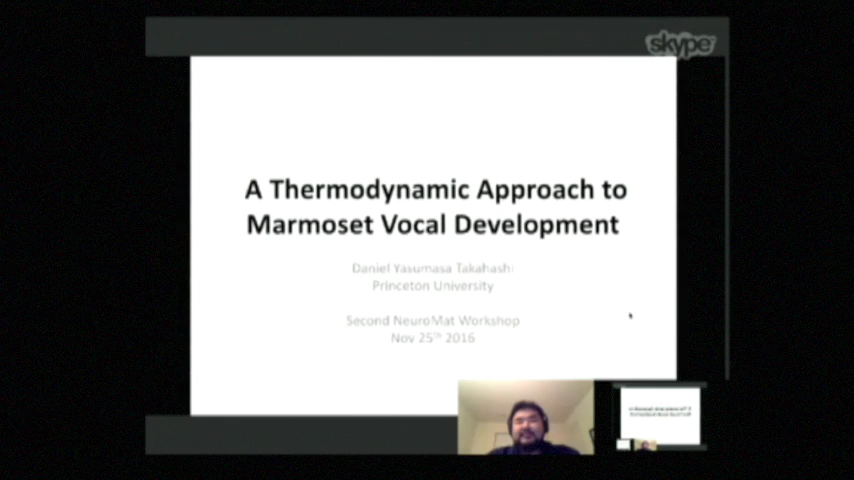 skype
A Thermodynamic Approach to
Marmoset Vocal Development
Daniel Yasumasa Takahashi
Princeton University
Second NeuroMat Workshop
Nov 25th 2016